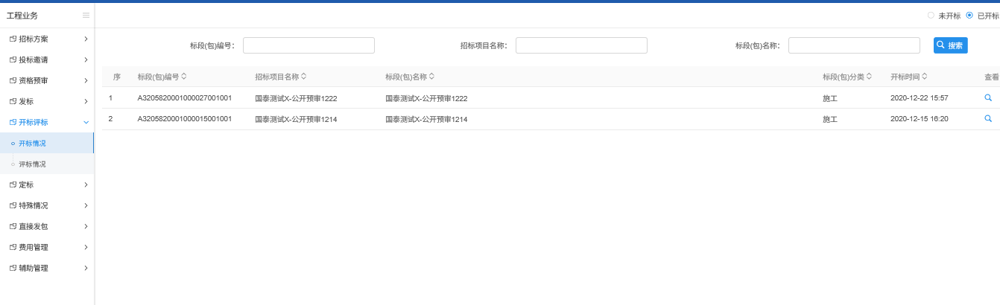 工程业务
未开标 已开标
招标方案
投标邀请
资格预审
发标
开标评标
开标情况
评标情况
定标
特殊情况
直接发包
费用管理
辅助管理
标段(包)编号： 招标项目名称： 标段(包)名称： 搜索
序 标段(包)编号 招标项目名称 标段(包)名称 标段(包)分类 开标时间 查看
1 A3205820001000027001001 国泰测试X-公开预审1222 国泰测试X-公开预审1222 施工 2020-12-22 15:57
2 A3205820001000015001001 国泰测试X-公开预审1214 国泰测试X-公开预审1214 施工 2020-12-15 16:20